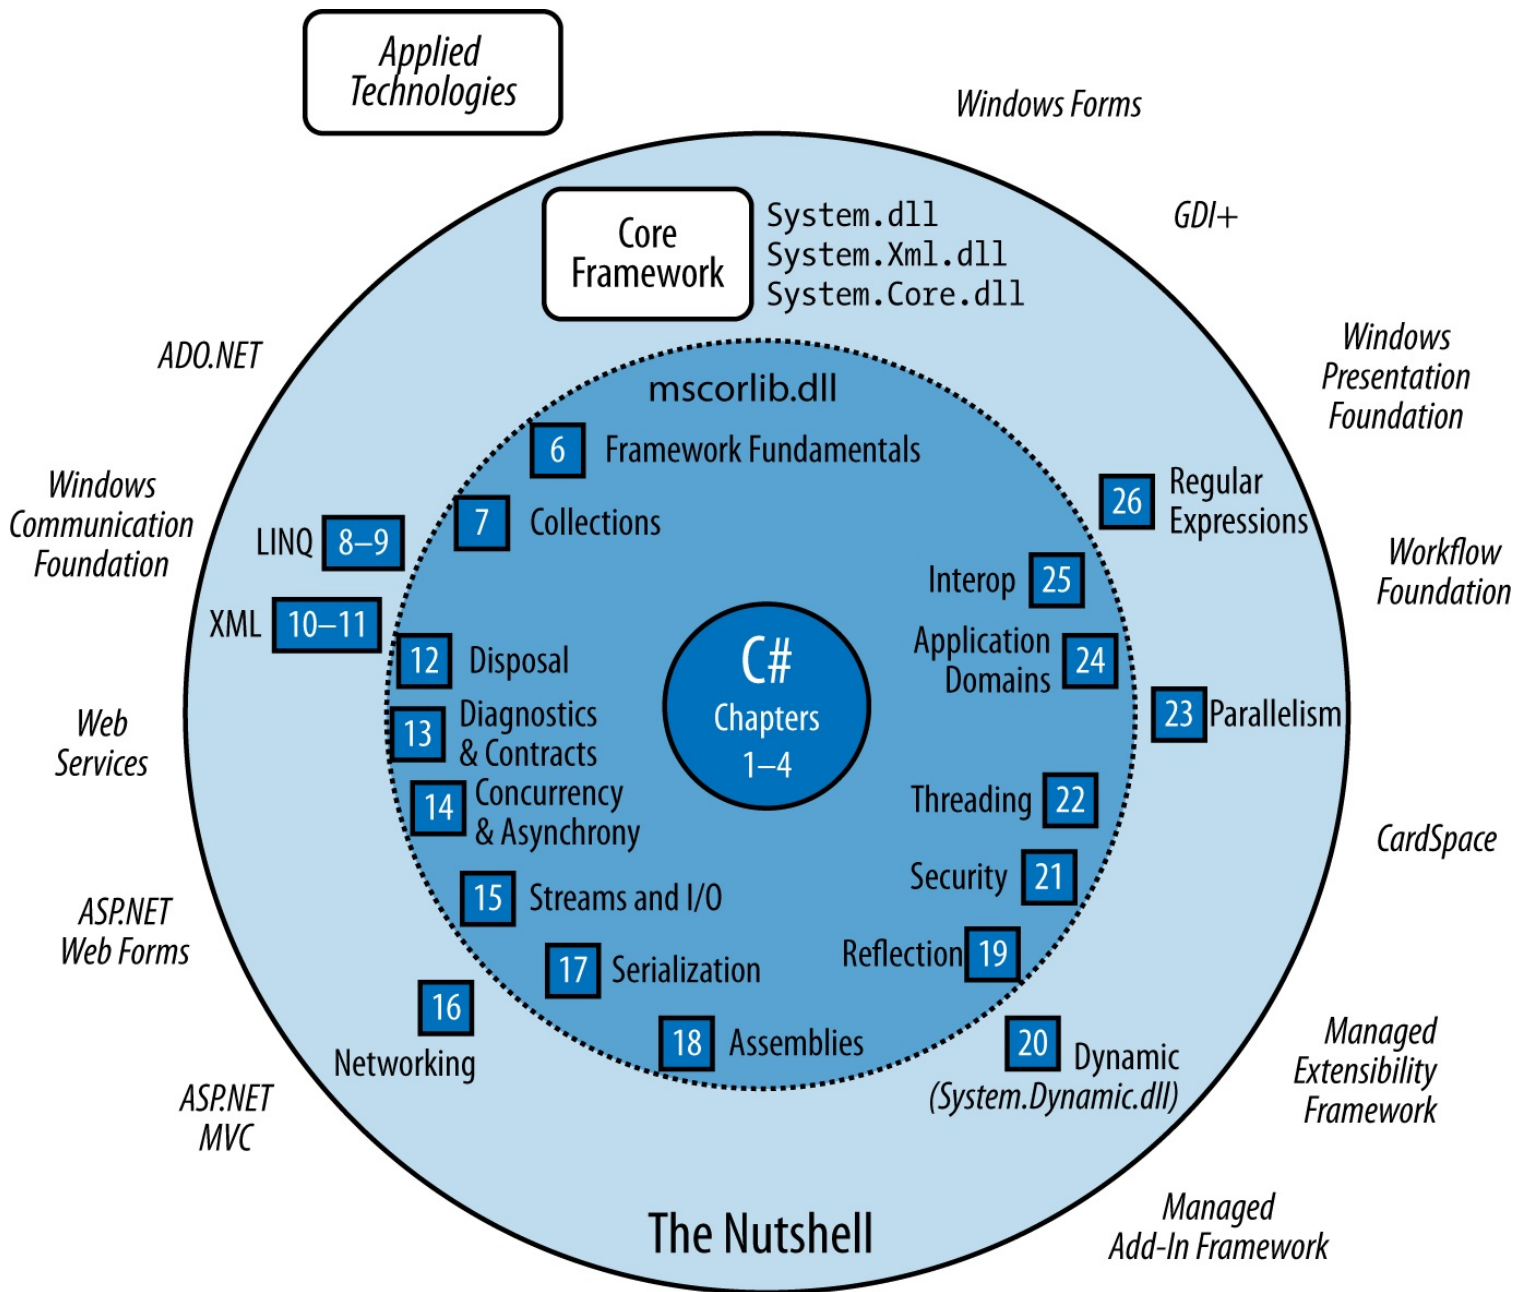 Applied
Technologies
Windows Forms
Core
Framework
System.dll
System.Xml.dll
System.Core.dll
GDI+
ADO.NET
Windows
Presentation
Foundation
mscorlib.dll
6 Framework Fundamentals
7 Collections
Windows
Communication
Foundation
LINQ 8–9
XML 10–11
26 Regular
Expressions
Workflow
Foundation
Interop 25
12 Disposal
C#
Chapters
1–4
Application
Domains 24
13 Diagnostics
& Contracts
23 Parallelism
Web
Services
14 Concurrency
& Asynchrony
Threading 22
CardSpace
15 Streams and I/O
Security 21
ASP.NET
Web Forms
17 Serialization
Reflection 19
16
Networking
18 Assemblies
20 Dynamic
(System.Dynamic.dll)
Managed
Extensibility
Framework
ASP.NET
MVC
The Nutshell
Managed
Add-In Framework